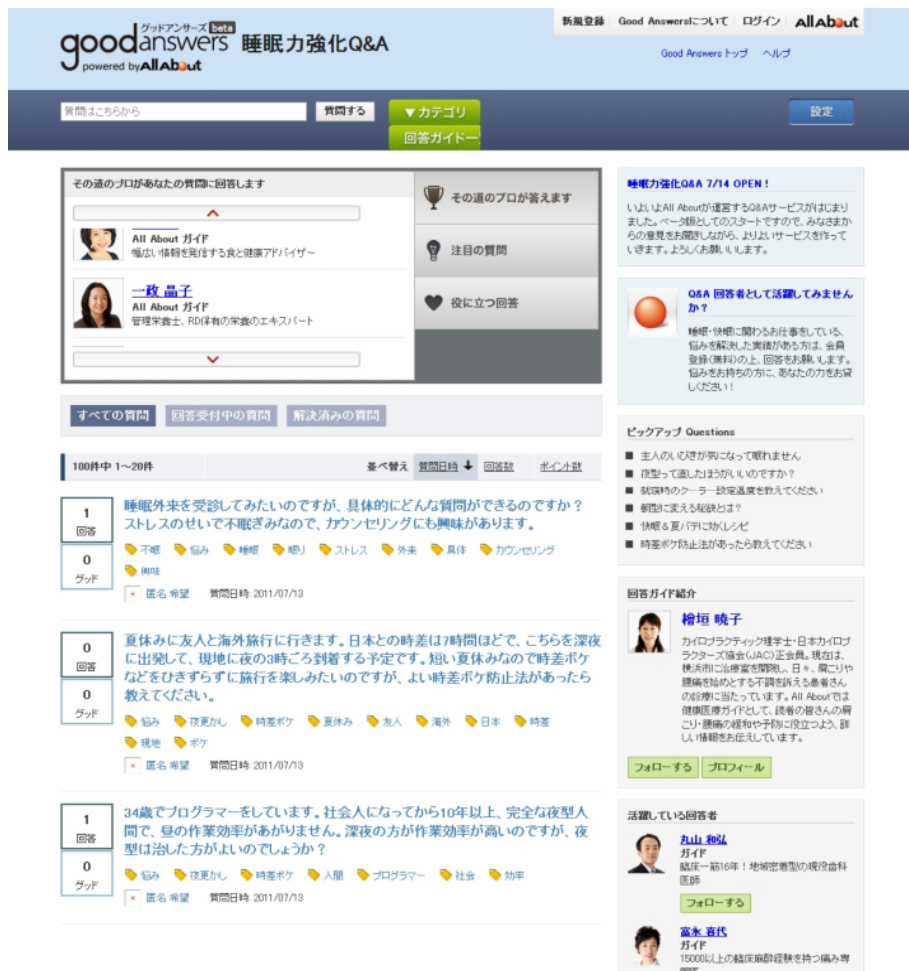 グッドアンサーズ beta
good answers 睡眠力強化Q&A
powered by AllAbout
新規登録 Good Answersについて ログイン AllAbout
Good Answers トップ ヘルプ
質問はこちらから 質問する ▼カテゴリ 設定
回答ガイド一
その道のプロがあなたの質問に回答します
All About ガイド
幅広い情報を発信する食と健康アドバイザー
一政 晶子
All About ガイド
管理栄養士、RD保有の栄養のエキスパート
その道のプロが答えます
注目の質問
役に立つ回答
すべての質問 回答受付中の質問 解決済みの質問
100件中 1～20件 並べ替え 質問日時 回答数 ポイント数
1
回答
0
グッド
睡眠外来を受診してみたいのですが、具体的にどんな質問ができるのですか？
ストレスのせいで不眠ぎみなので、カウンセリングにも興味があります。
不眠 悩み 睡眠 眠り ストレス 外来 具体 カウンセリング
興味
匿名 希望 質問日時: 2011/07/13
0
回答
0
グッド
夏休みに友人と海外旅行に行きます。日本との時差は7時間ほどで、こちらを深夜
に出発して、現地に夜の3時ごろ到着する予定です。短い夏休みなので時差ボケ
などをひきずらずに旅行を楽しみたいのですが、よい時差ボケ防止法があったら
教えてください。
悩み 夜更かし 時差ボケ 夏休み 友人 海外 日本 時差
現地 ボケ
匿名 希望 質問日時: 2011/07/13
1
回答
0
グッド
34歳でプログラマーをしています。社会人になってから10年以上、完全な夜型人
間で、昼の作業効率があがりません。深夜の方が作業効率が高いのですが、夜
型は治した方がよいのでしょうか？
悩み 夜更かし 時差ボケ 人間 プログラマー 社会 効率
匿名 希望 質問日時: 2011/07/13
睡眠力強化Q&A 7/14 OPEN！
いよいよAll Aboutが運営するQ&Aサービスがはじまり
ました。ベータ版としてのスタートですので、みなさまか
らの意見をお聞きしながら、よりよいサービスを作って
いきます。よろしくお願いします。
Q&A 回答者として活躍してみません
か？
睡眠・快眠に関わるお仕事をしている、
悩みを解決した実績がある方は、会員
登録（無料）の上、回答をお願いします。
悩みをお持ちの方に、あなたの力をお貸
しください！
ピックアップ Questions
主人のいびきが気になって眠れません
夜型って直したほうがいいのですか？
就寝時のクーラー設定温度を教えてください
朝型に変える秘訣とは？
快眠＆夏バテに効くレシピ
時差ボケ防止法があったら教えてください
回答ガイド紹介
檜垣 暁子
カイロプラクティック理学士・日本カイロプ
ラクターズ協会(JAC)正会員。現在は、
横浜市に治療室を開院し、日々、肩こりや
腰痛を始めとする不調を訴える患者さん
の診療に当たっています。All Aboutでは
健康医療ガイドとして、読者の皆さんの肩
こり・腰痛の緩和や予防に役立つよう、詳
しい情報をお伝えしています。
フォローする プロフィール
活躍している回答者
丸山 和弘
ガイド
臨床一筋16年！地域密着型の現役歯科
医師
フォローする
富永 喜代
ガイド
15000以上の臨床麻酔経験を持つ痛み専